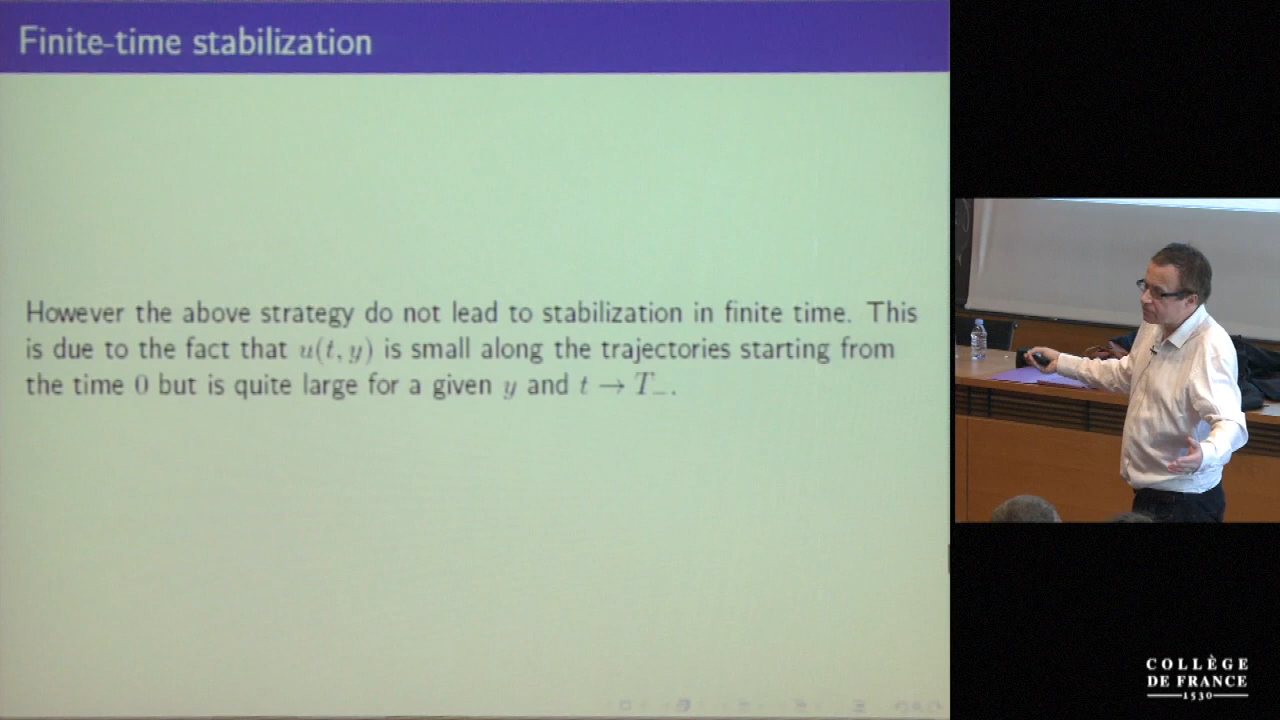 Finite-time stabilization
However the above strategy do not lead to stabilization in finite time. This
is due to the fact that u(t, y) is small along the trajectories starting from
the time 0 but is quite large for a given y and t → T₋.
COLLÈGE
DE FRANCE
1530